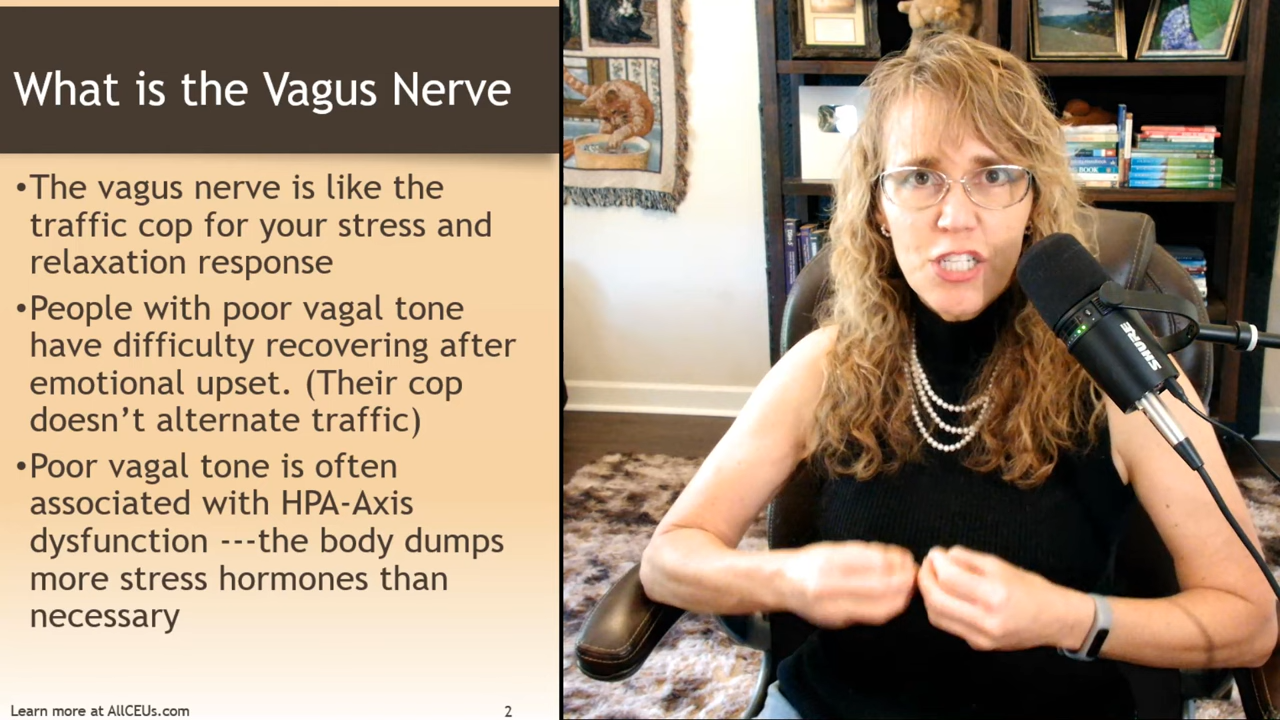 What is the Vagus Nerve
•The vagus nerve is like the
traffic cop for your stress and
relaxation response
•People with poor vagal tone
have difficulty recovering after
emotional upset. (Their cop
doesn’t alternate traffic)
•Poor vagal tone is often
associated with HPA-Axis
dysfunction ---the body dumps
more stress hormones than
necessary
Learn more at AllCEUs.com
2
SHURE
BOOK